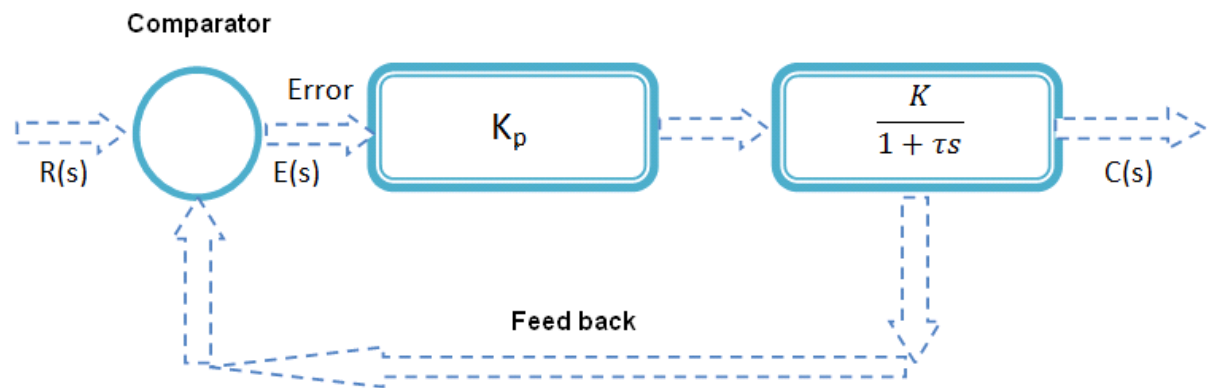 Comparator
R(s)
Error
E(s)
Kₚ
K
1 + τs
C(s)
Feed back